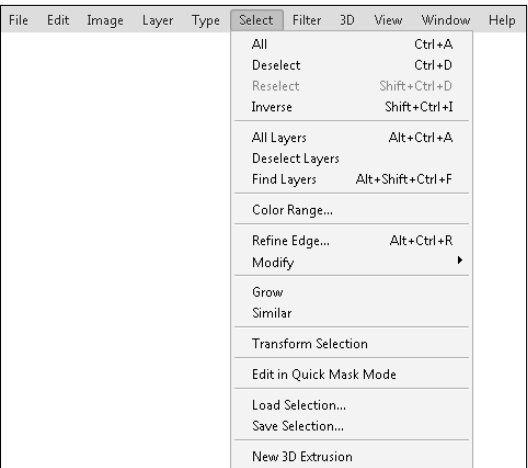 File Edit Image Layer Type Select Filter 3D View Window Help
All Ctrl+A
Deselect Ctrl+D
Reselect Shift+Ctrl+D
Inverse Shift+Ctrl+I
All Layers Alt+Ctrl+A
Deselect Layers
Find Layers Alt+Shift+Ctrl+F
Color Range...
Refine Edge... Alt+Ctrl+R
Modify
Grow
Similar
Transform Selection
Edit in Quick Mask Mode
Load Selection...
Save Selection...
New 3D Extrusion